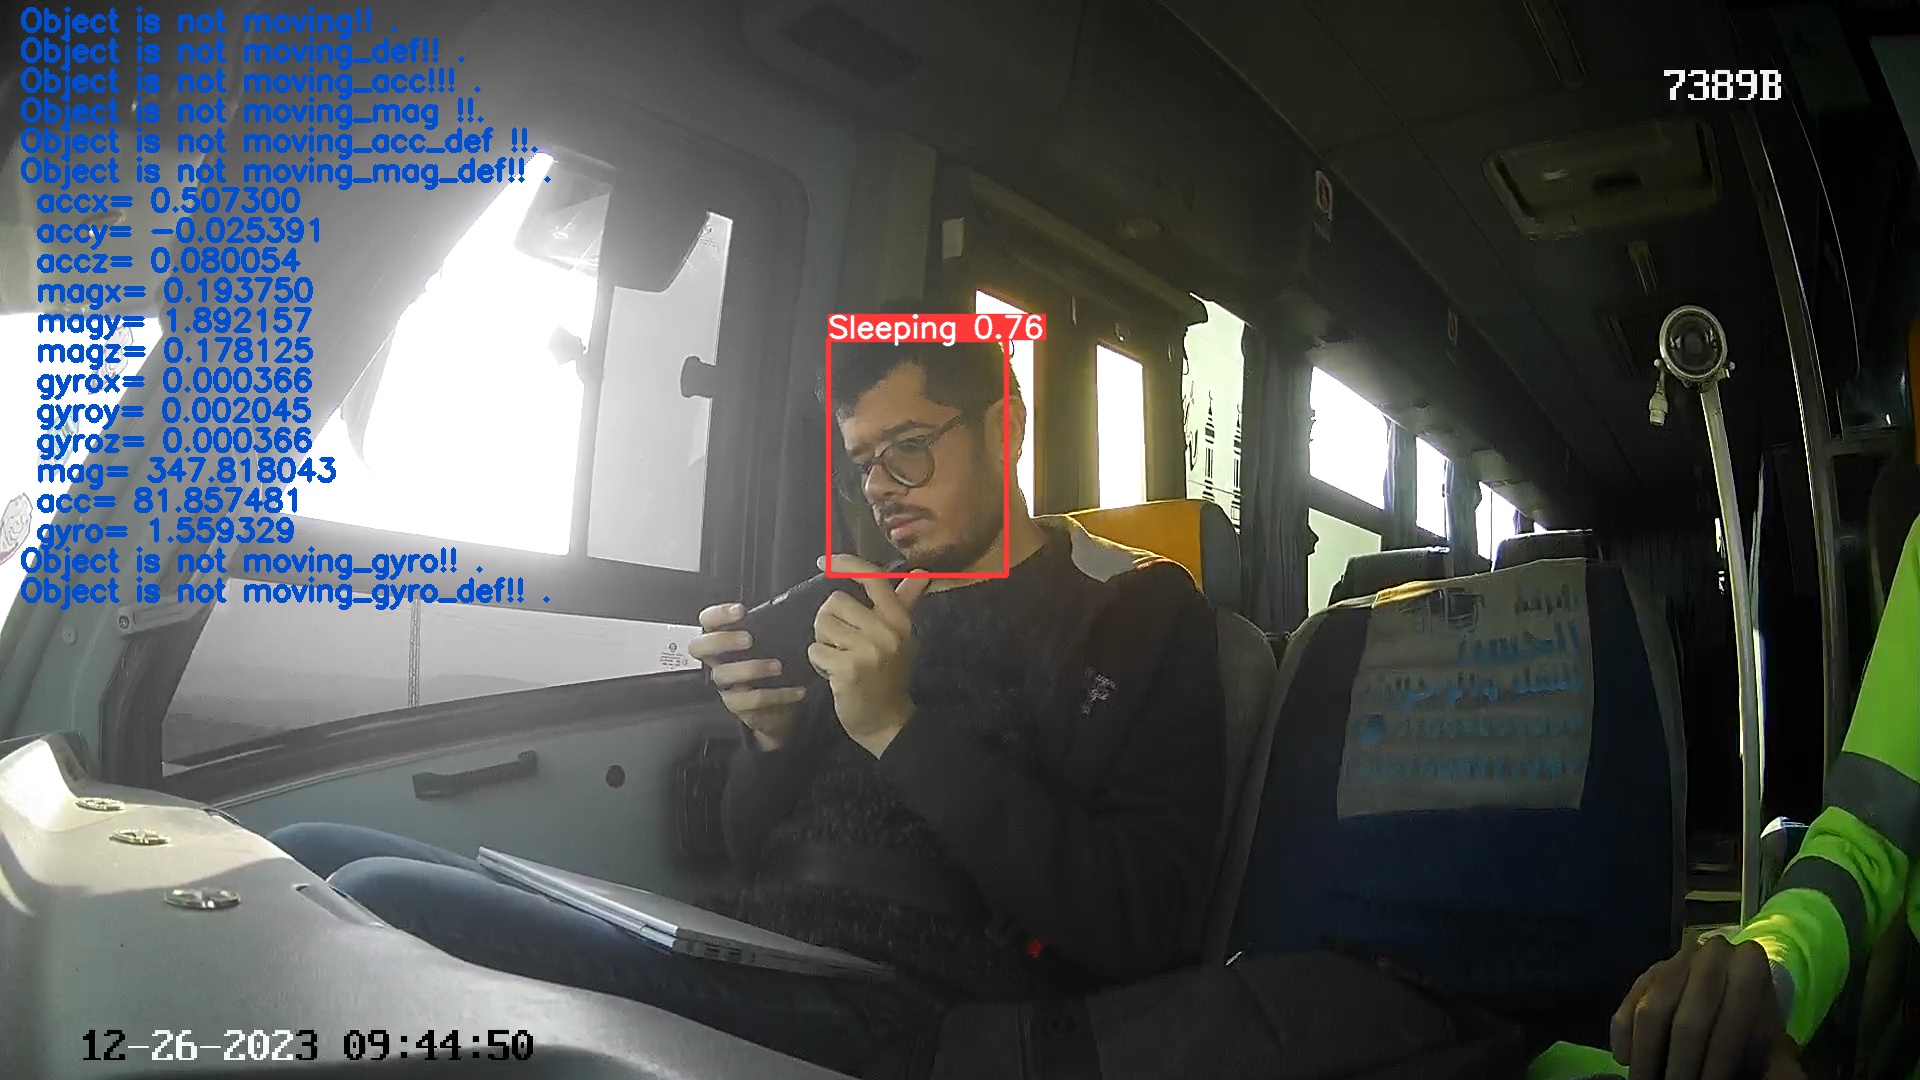 Object is not moving!! .
Object is not moving_def!! .
Object is not moving_acc!!! .
Object is not moving_mag !!.
Object is not moving_acc_def !!.
Object is not moving_mag_def!! .
accx= 0.507300
accy= -0.025391
accz= 0.080054
magx= 0.193750
magy= 1.892157
magz= 0.178125
gyrox= 0.000366
gyroy= 0.002045
gyroz= 0.000366
mag= 347.818043
acc= 81.857481
gyro= 1.559329
Object is not moving_gyro!! .
Object is not moving_gyro_def!! .
7389B
Sleeping 0.76
12-26-2023 09:44:50